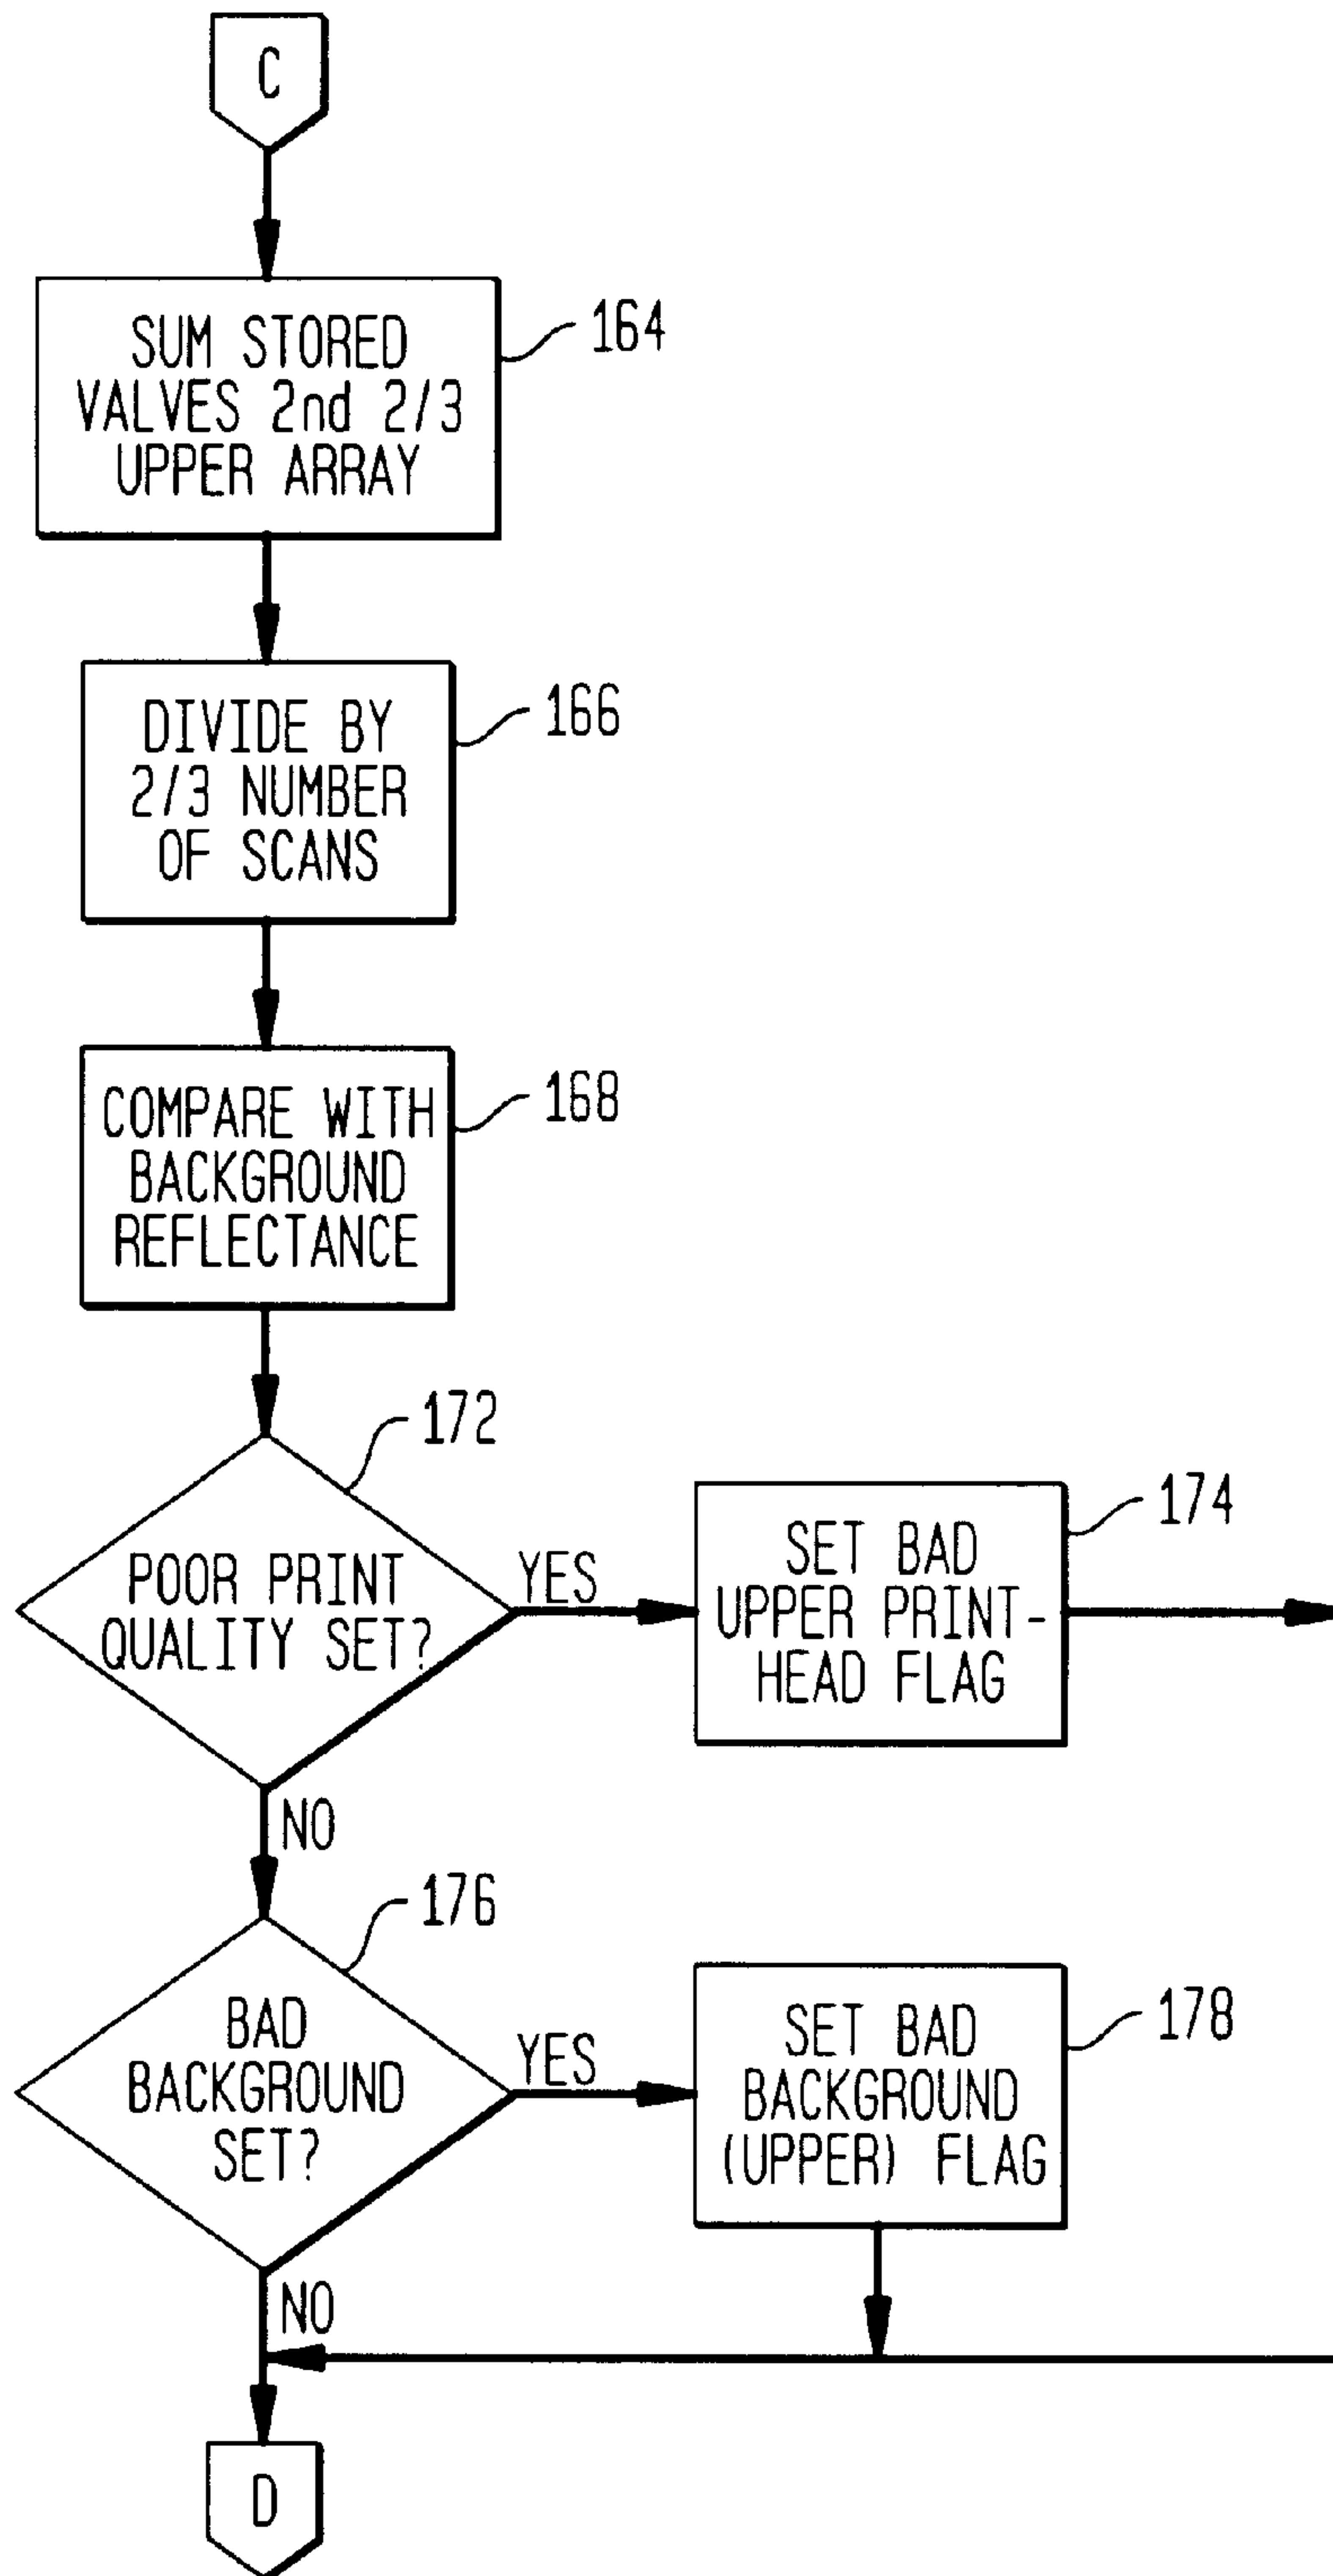 C
SUM STORED
VALVES 2nd 2/3
UPPER ARRAY
164
DIVIDE BY
2/3 NUMBER
OF SCANS
166
COMPARE WITH
BACKGROUND
REFLECTANCE
168
172
POOR PRINT
QUALITY SET?
YES
SET BAD
UPPER PRINT-
HEAD FLAG
174
NO
176
BAD
BACKGROUND
SET?
YES
SET BAD
BACKGROUND
(UPPER) FLAG
178
NO
D